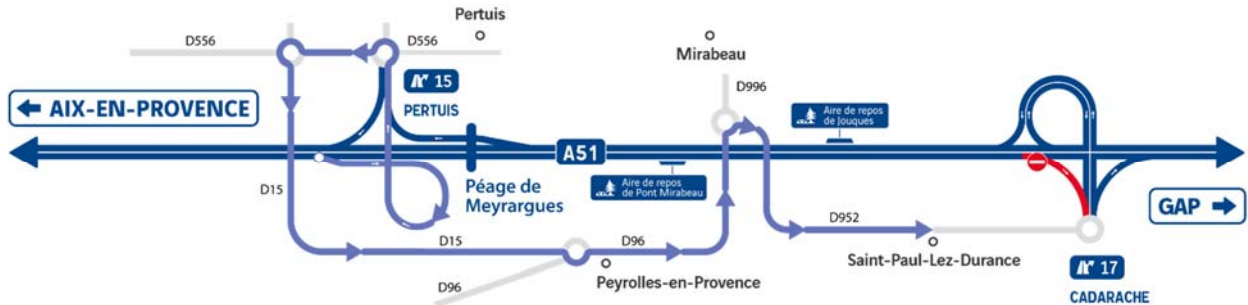 Pertuis
D556
D556
Mirabeau
15
PERTUIS
D996
Aire de repos
de Jouques
← AIX-EN-PROVENCE
A51
Péage de
Meyrargues
Aire de repos
de Pont Mirabeau
D15
GAP →
D952
D15
D96
Saint-Paul-Lez-Durance
Peyrolles-en-Provence
D96
17
CADARACHE